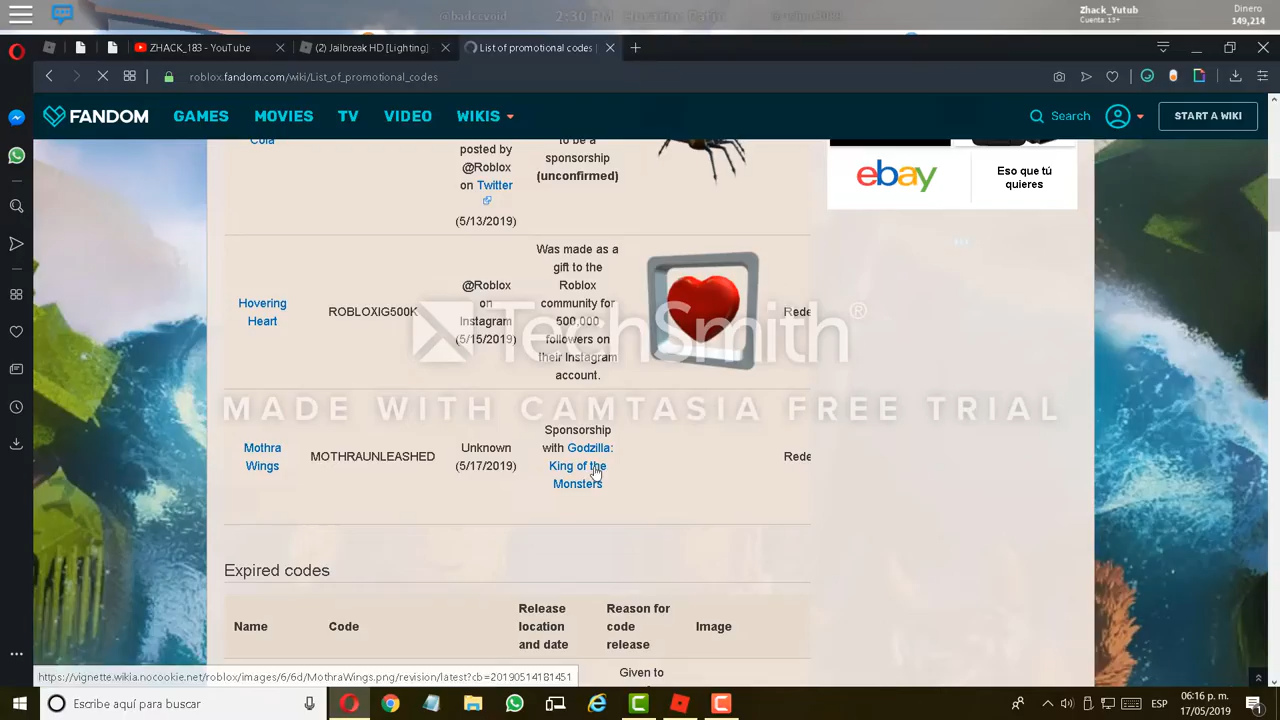 2:30 PM
Zhack_Yutub
Cuenta: 13+
Dinero
149,214
ZHACK_183 - YouTube
(2) Jailbreak HD [Lighting]
List of promotional codes
roblox.fandom.com/wiki/List_of_promotional_codes
FANDOM GAMES MOVIES TV VIDEO WIKIS Search START A WIKI
Cola
posted by
@Roblox
on Twitter
(5/13/2019)
to be a
sponsorship
(unconfirmed)
ebay
Eso que tú
quieres
Hovering
Heart
ROBLOXIG500K
@Roblox
on
Instagram
(5/15/2019)
Was made as a
gift to the
Roblox
community for
500,000
followers on
their Instagram
account.
Rede
TechSmith®
MADE WITH CAMTASIA FREE TRIAL
Mothra
Wings
MOTHRAUNLEASHED
Unknown
(5/17/2019)
Sponsorship
with Godzilla:
King of the
Monsters
Rede
Expired codes
Name
Code
Release
location
and date
Reason for
code
release
Image
Given to
https://vignette.wikia.nocookie.net/roblox/images/6/6d/MothraWings.png/revision/latest?cb=20190514181451
Escribe aquí para buscar
ESP
06:16 p. m.
17/05/2019